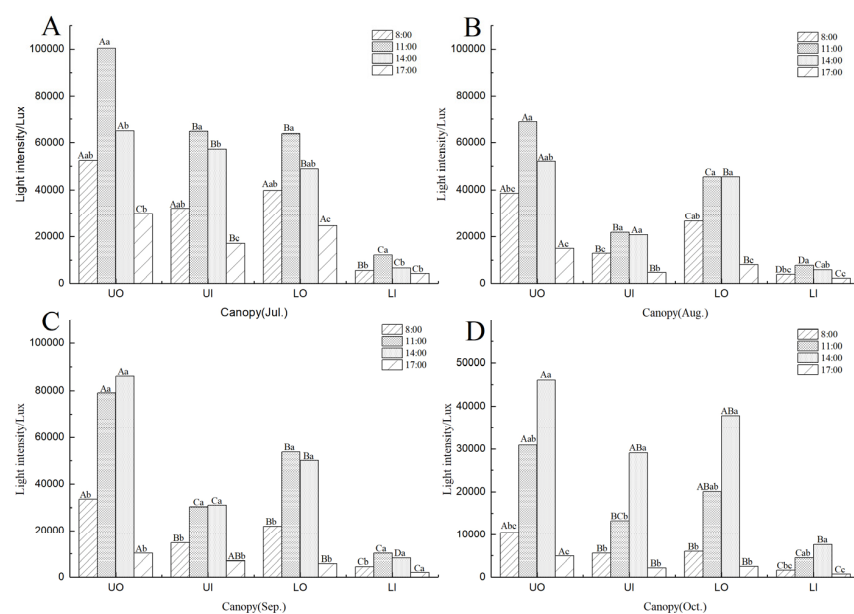 A
8:00
11:00
14:00
17:00
100000
80000
60000
40000
20000
0
Light intensity/Lux
Aab Aa Ab Cb
Aab Ba Bb Bc
Aab Ba Bab Ac
Bb Ca Cb Cb
UO UI LO LI
Canopy(Jul.)
B
8:00
11:00
14:00
17:00
100000
80000
60000
40000
20000
0
Light intensity/Lux
Abc Aa Aab Ac
Bc Ba Aa Bb
Cab Ca Ba Bc
Dbc Da Cab Cc
UO UI LO LI
Canopy(Aug.)
C
8:00
11:00
14:00
17:00
100000
80000
60000
40000
20000
0
Light intensity/Lux
Ab Aa Aa Ab
Bb Ca Ca ABb
Bb Ba Ba Bb
Cb Ca Da Ca
UO UI LO LI
Canopy(Sep.)
D
8:00
11:00
14:00
17:00
50000
40000
30000
20000
10000
0
Light intensity/Lux
Abc Aab Aa Ac
Bb BCb ABa Bb
Bb ABab ABa Bb
Cbc Cab Ba Cc
UO UI LO LI
Canopy(Oct.)